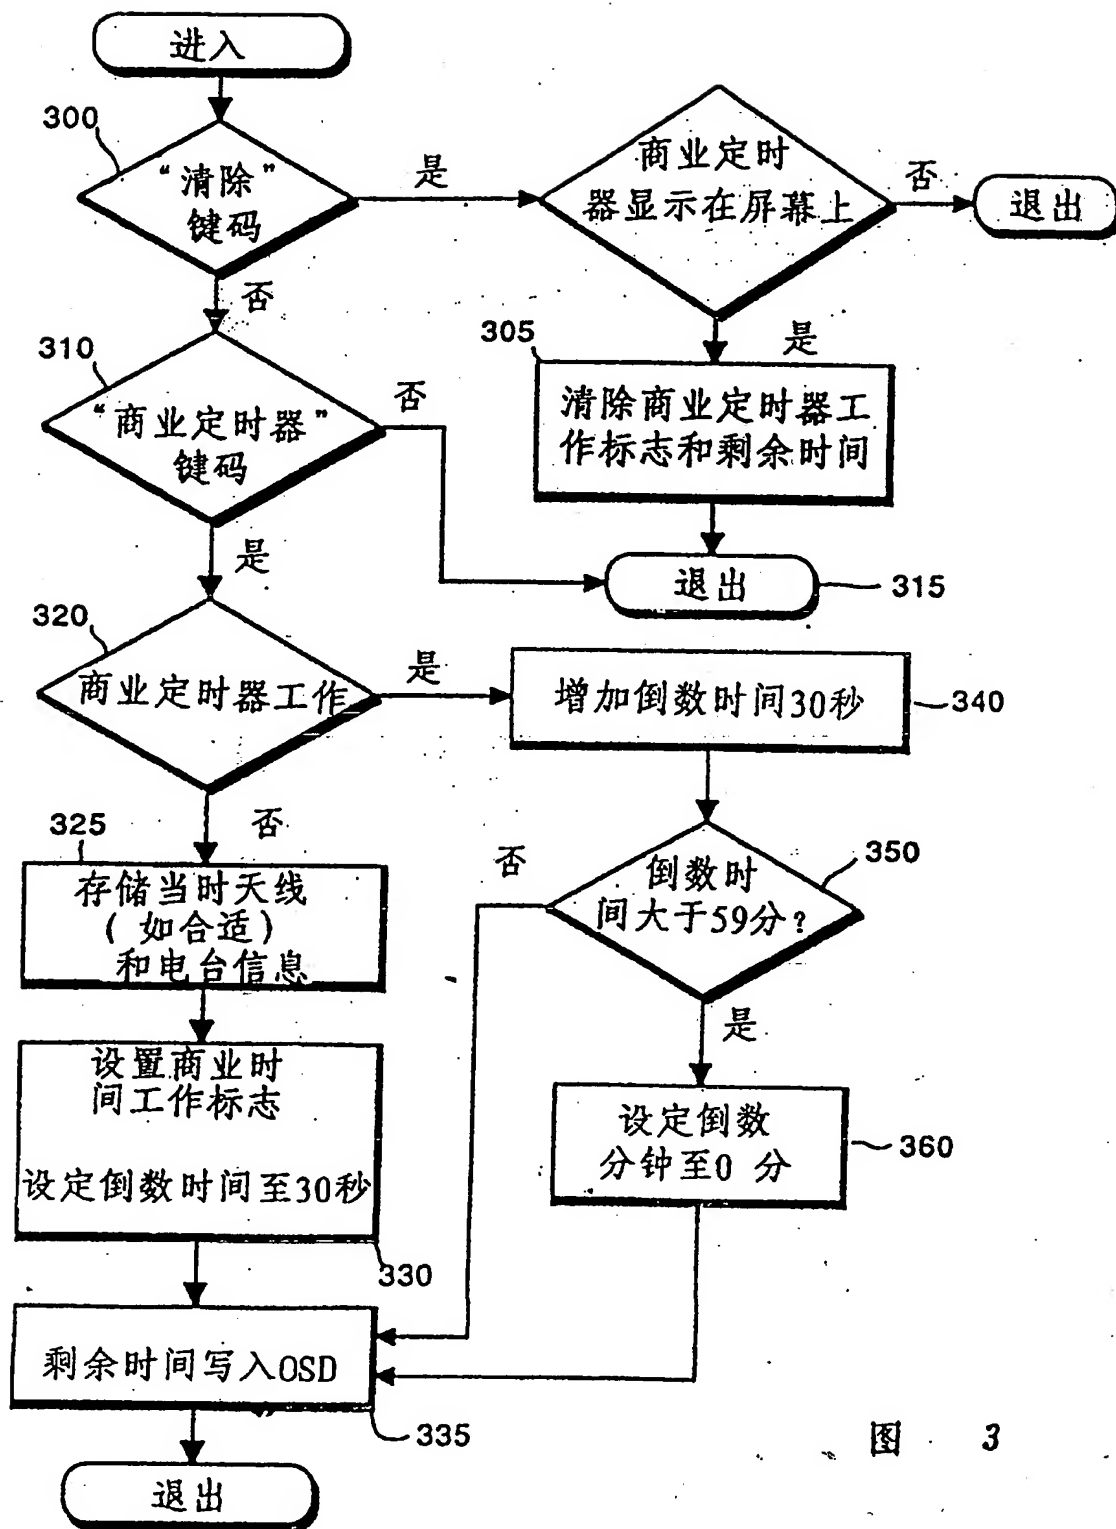 进入
300
“清除”
键码
是
商业定时
器显示在屏幕上
否
退出
否
305
是
清除商业定时器工
作标志和剩余时间
310
“商业定时器”
键码
否
是
退出
315
320
商业定时器工作
是
增加倒数时间30秒
340
否
325
存储当时天线
(如合适)
和电台信息
否
倒数时
间大于59分?
350
是
设置商业时
间工作标志
设定倒数时间至30秒
330
设定倒数
分钟至0 分
360
剩余时间写入OSD
335
退出
图 3